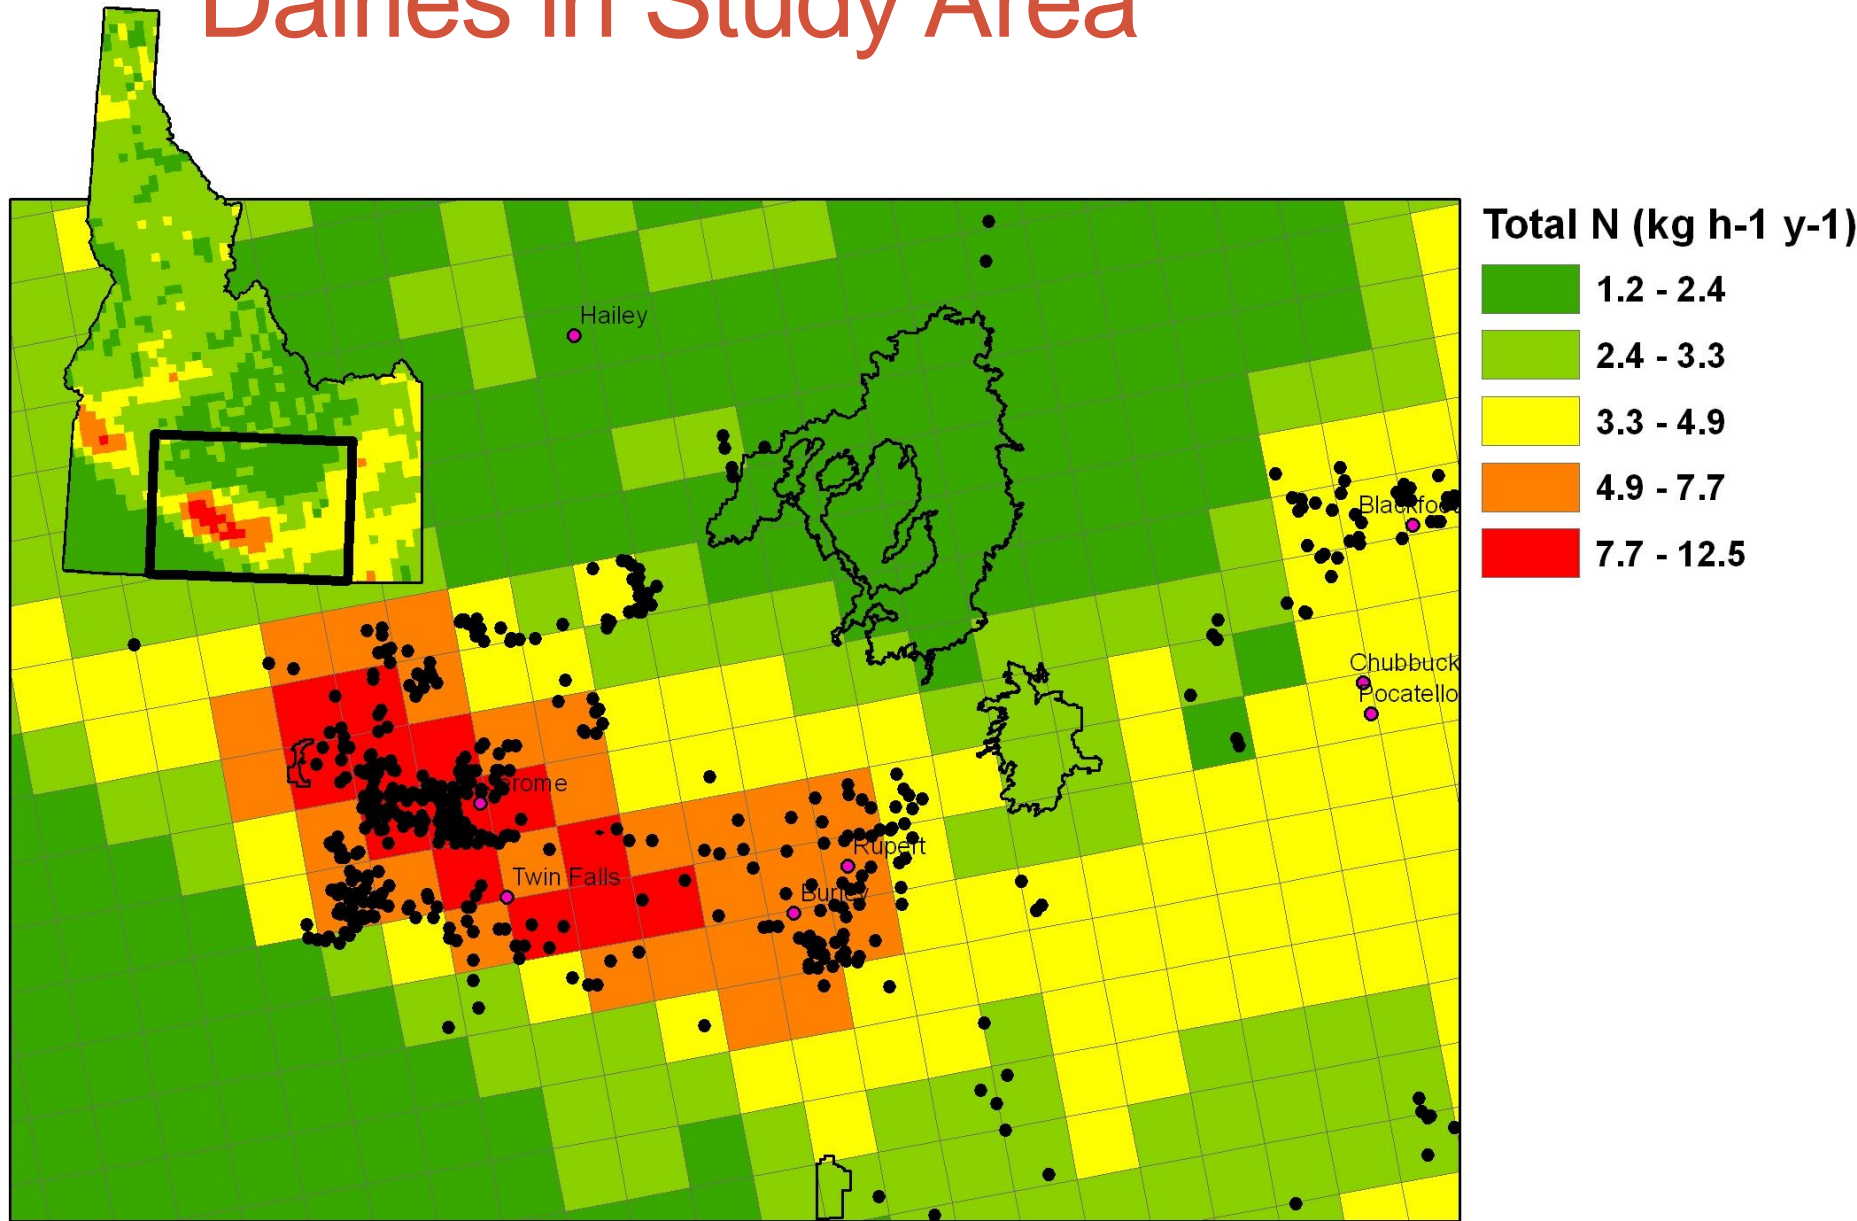 Dairies in Study Area
Total N (kg h-1 y-1)
1.2 - 2.4
2.4 - 3.3
3.3 - 4.9
4.9 - 7.7
7.7 - 12.5
Hailey
Chubbuck
Pocatello
Twin Falls
Rupert